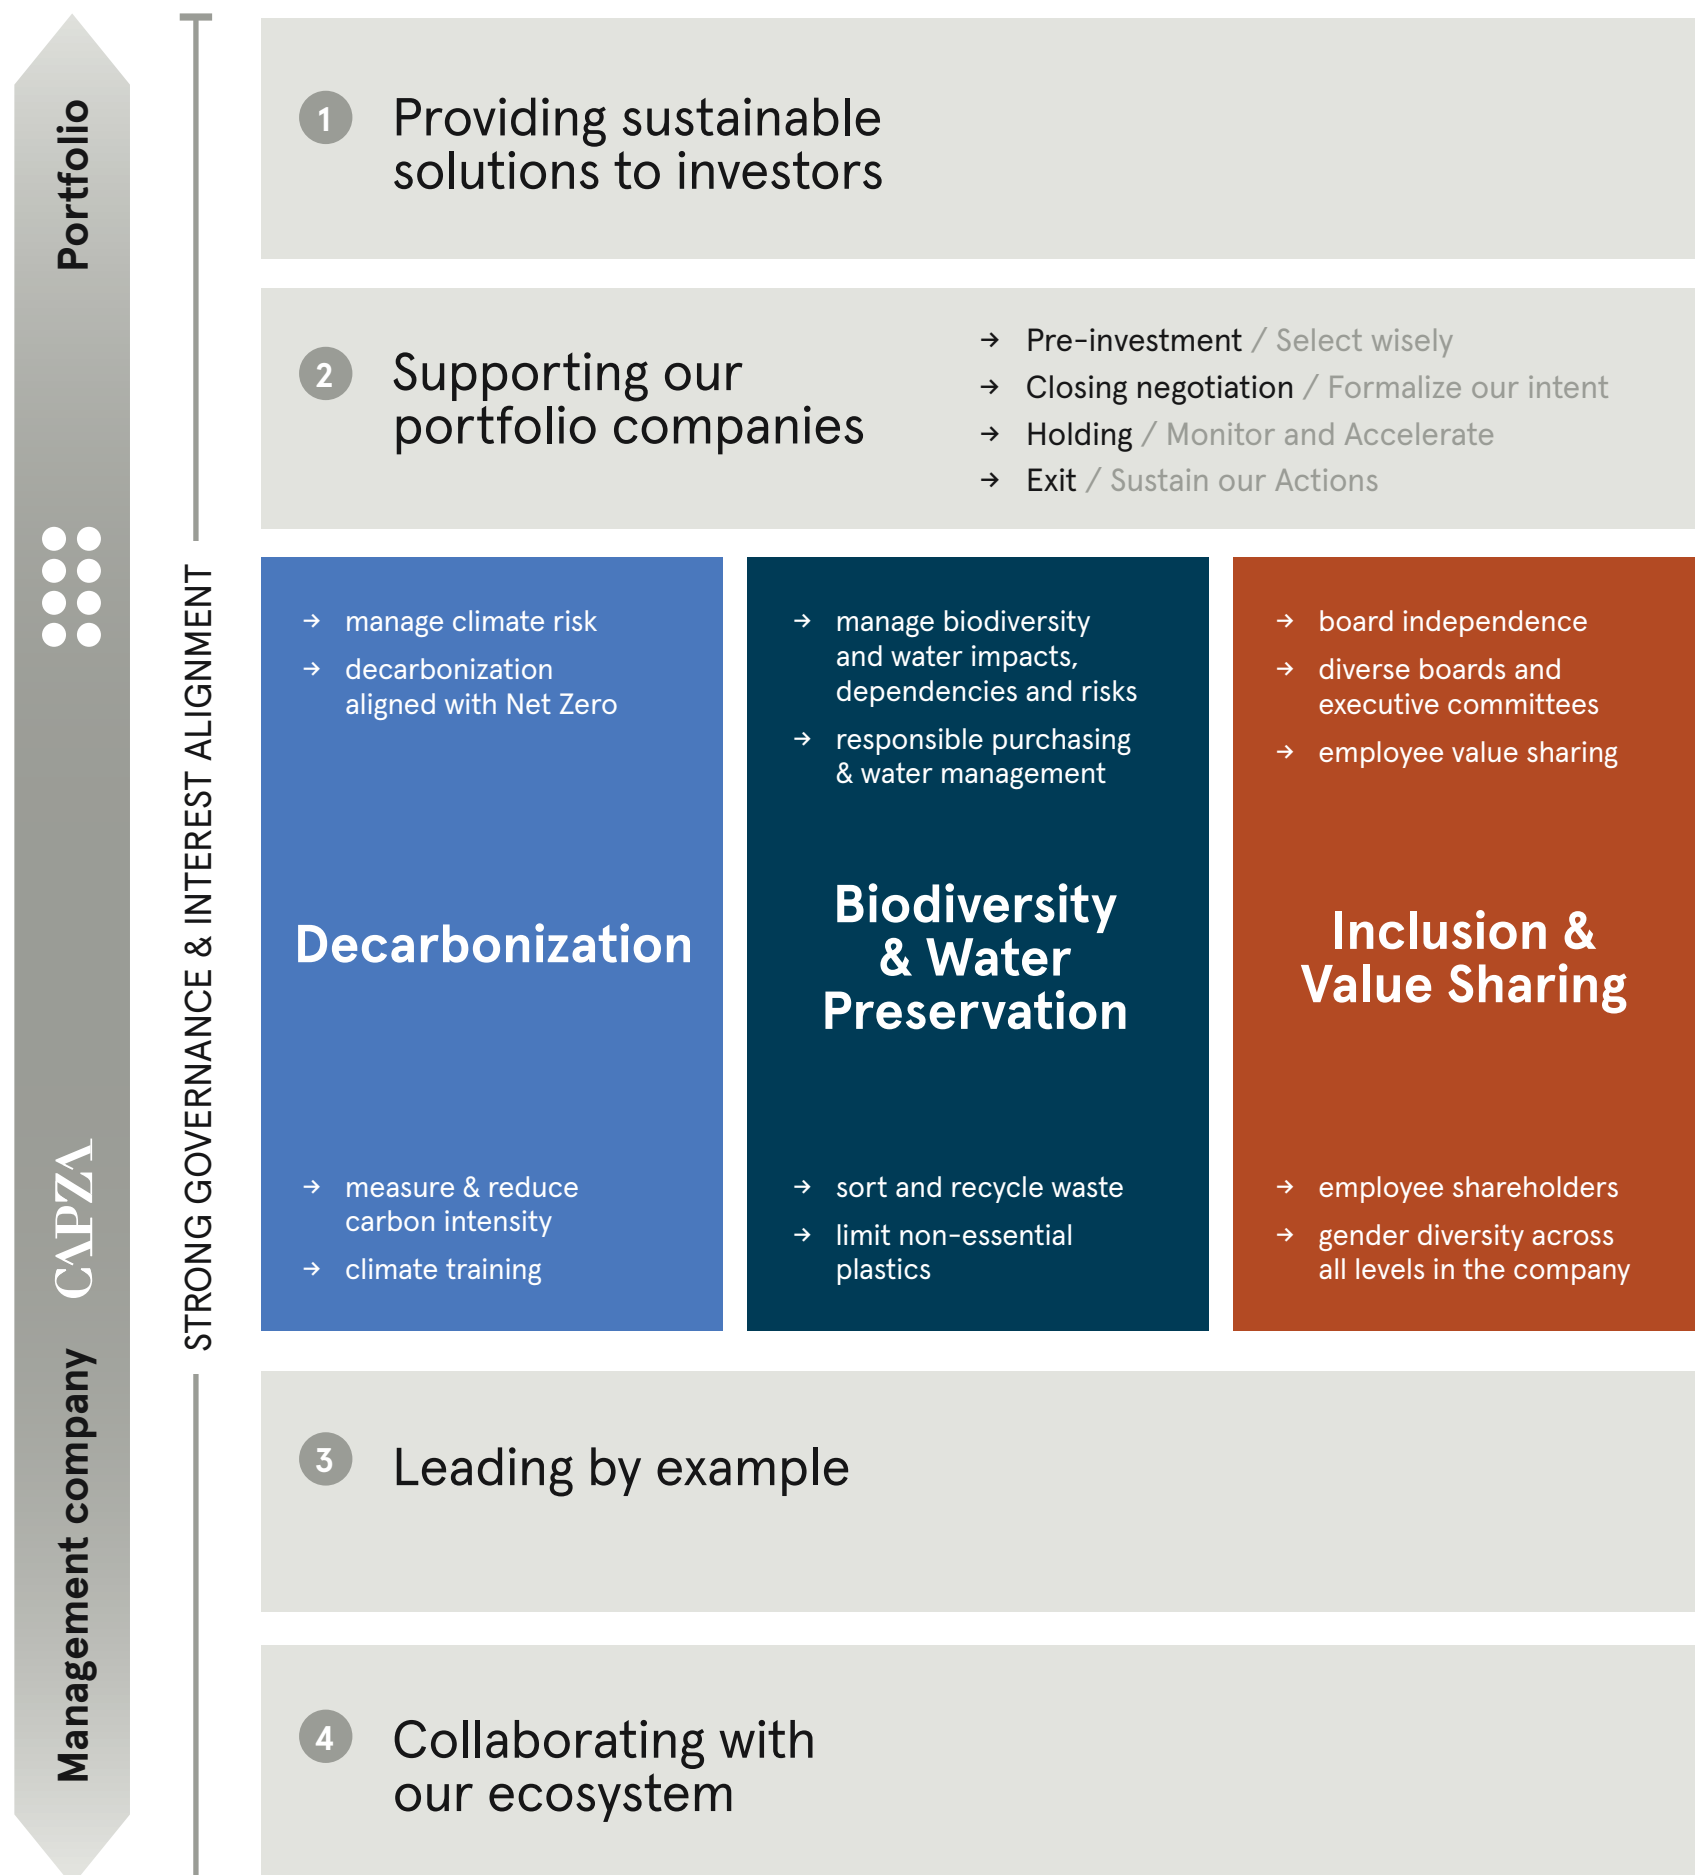 Portfolio
CAPZA
Management company
STRONG GOVERNANCE & INTEREST ALIGNMENT
1
Providing sustainable
solutions to investors
2
Supporting our
portfolio companies
→ Pre-investment / Select wisely
→ Closing negotiation / Formalize our intent
→ Holding / Monitor and Accelerate
→ Exit / Sustain our Actions
→ manage climate risk
→ decarbonization
aligned with Net Zero
Decarbonization
→ measure & reduce
carbon intensity
→ climate training
→ manage biodiversity
and water impacts,
dependencies and risks
→ responsible purchasing
& water management
Biodiversity
& Water
Preservation
→ sort and recycle waste
→ limit non-essential
plastics
→ board independence
→ diverse boards and
executive committees
→ employee value sharing
Inclusion &
Value Sharing
→ employee shareholders
→ gender diversity across
all levels in the company
3
Leading by example
4
Collaborating with
our ecosystem